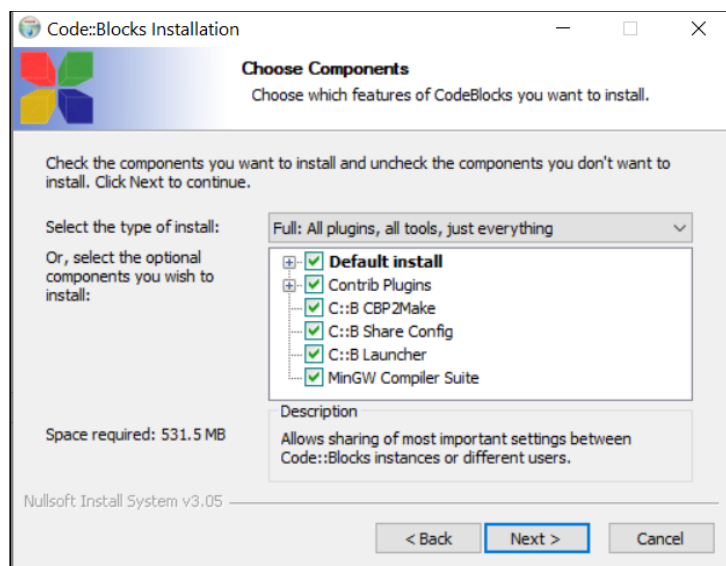 Code::Blocks Installation
Choose Components
Choose which features of CodeBlocks you want to install.
Check the components you want to install and uncheck the components you don't want to
install. Click Next to continue.
Select the type of install:
Full: All plugins, all tools, just everything
Or, select the optional
components you wish to
install:
Default install
Contrib Plugins
C::B CBP2Make
C::B Share Config
C::B Launcher
MinGW Compiler Suite
Space required: 531.5 MB
Description
Allows sharing of most important settings between
Code::Blocks instances or different users.
Nullsoft Install System v3.05
< Back
Next >
Cancel